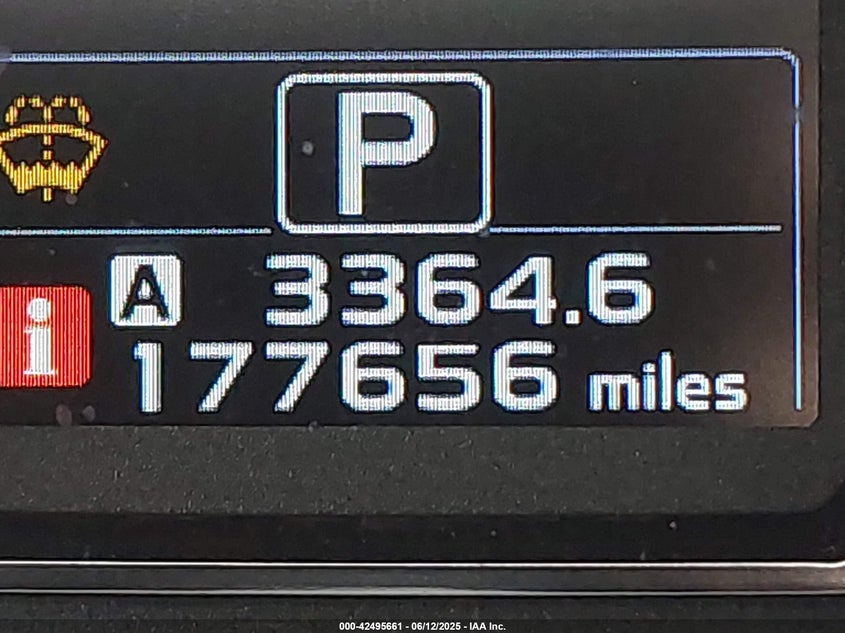 P
A 3364.6
i
177656 miles
000-42495661 - 06/12/2025 - IAA Inc.